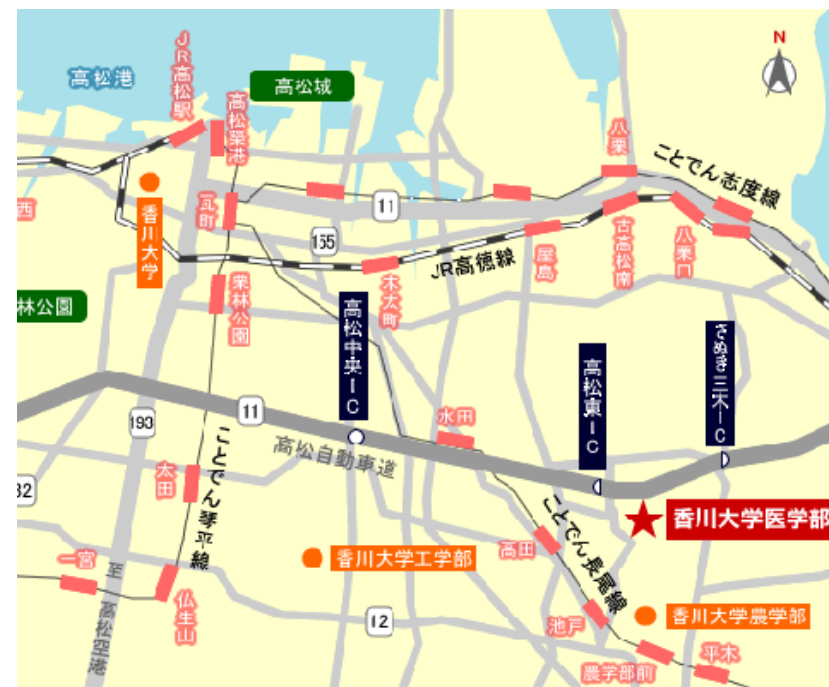 N
高松港
JR高松駅
高松城
高松築港
八栗
ことでん志度線
西
香川大学
瓦町
11
155
JR高徳線
屋島
古高松南
八栗口
木太町
栗林公園
林公園
高松中央IC
高松東IC
さぬき三木IC
193
11
高松自動車道
水田
太田
ことでん琴平線
32
香川大学医学部
高田
ことでん長尾線
香川大学工学部
一宮
至高松空港
仏生山
12
池戸
香川大学農学部
農学部前
平木